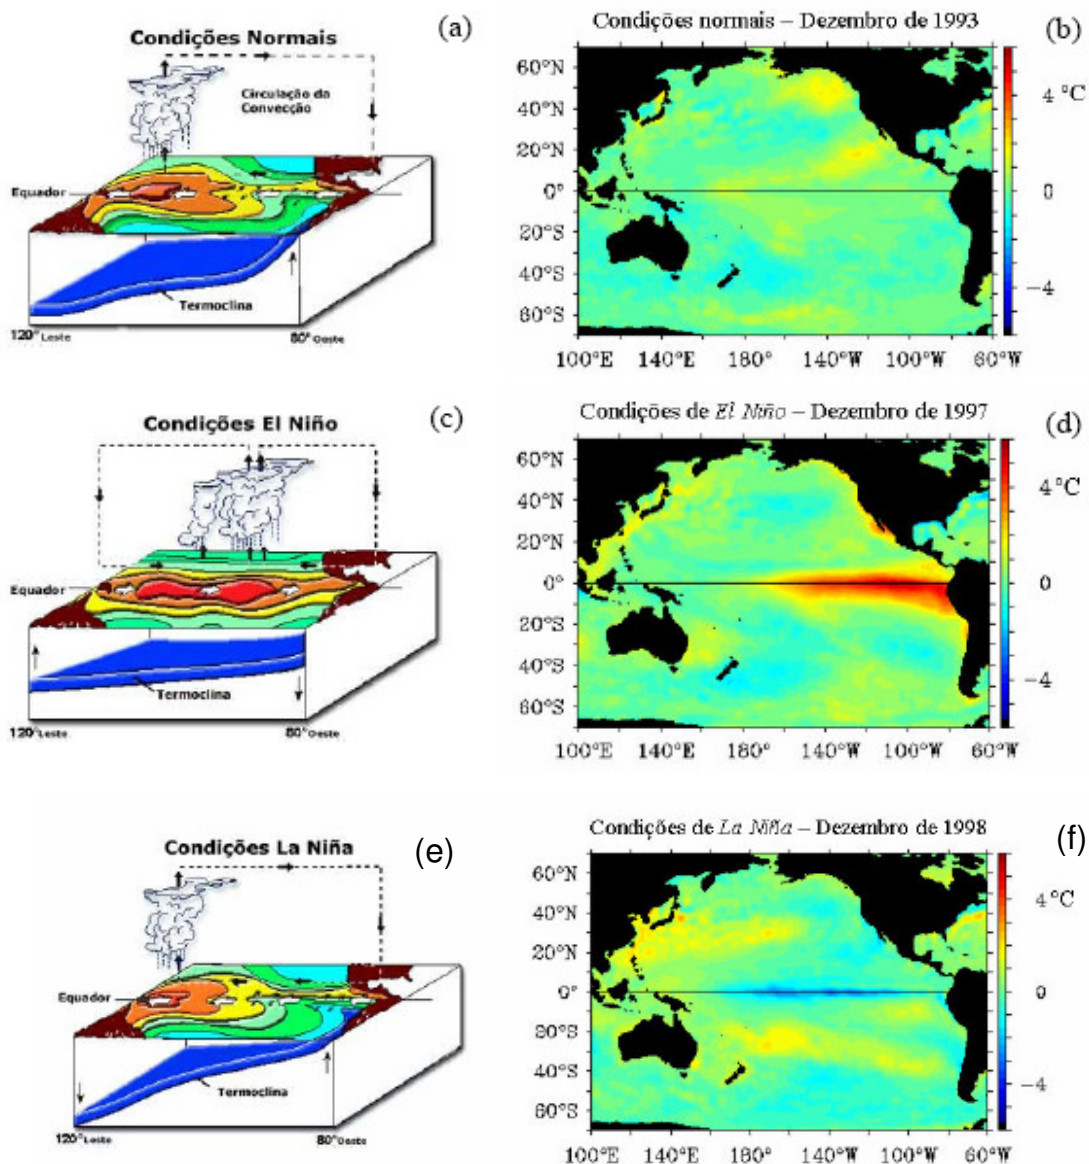 (a)
Condições Normais
Circulação da
Convecção
Equador
Termoclina
120° Leste
80° Oeste
Condições normais – Dezembro de 1993
(b)
60°N
40°N
20°N
0°
20°S
40°S
60°S
100°E 140°E 180° 140°W 100°W 60°W
4 °C
0
−4
Condições El Niño
(c)
Equador
Termoclina
120° Leste
80° Oeste
Condições de El Niño – Dezembro de 1997
(d)
60°N
40°N
20°N
0°
20°S
40°S
60°S
100°E 140°E 180° 140°W 100°W 60°W
4 °C
0
−4
Condições La Niña
(e)
Equador
Termoclina
120° Leste
80° Oeste
Condições de La Niña – Dezembro de 1998
(f)
60°N
40°N
20°N
0°
20°S
40°S
60°S
100°E 140°E 180° 140°W 100°W 60°W
4 °C
0
−4